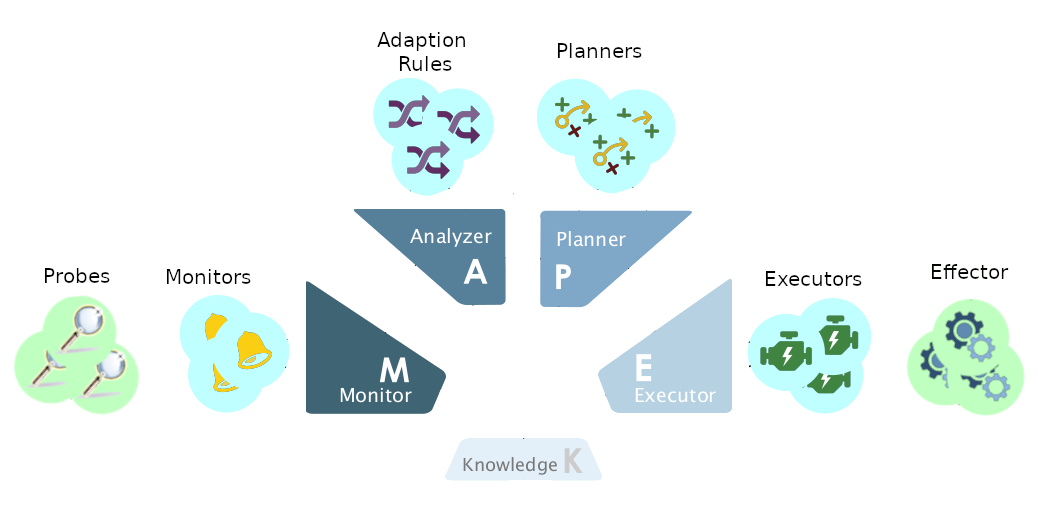 Adaption
Rules
Planners
Analyzer
A
Planner
P
Probes
Monitors
Executors
Effector
M
Monitor
E
Executor
Knowledge K